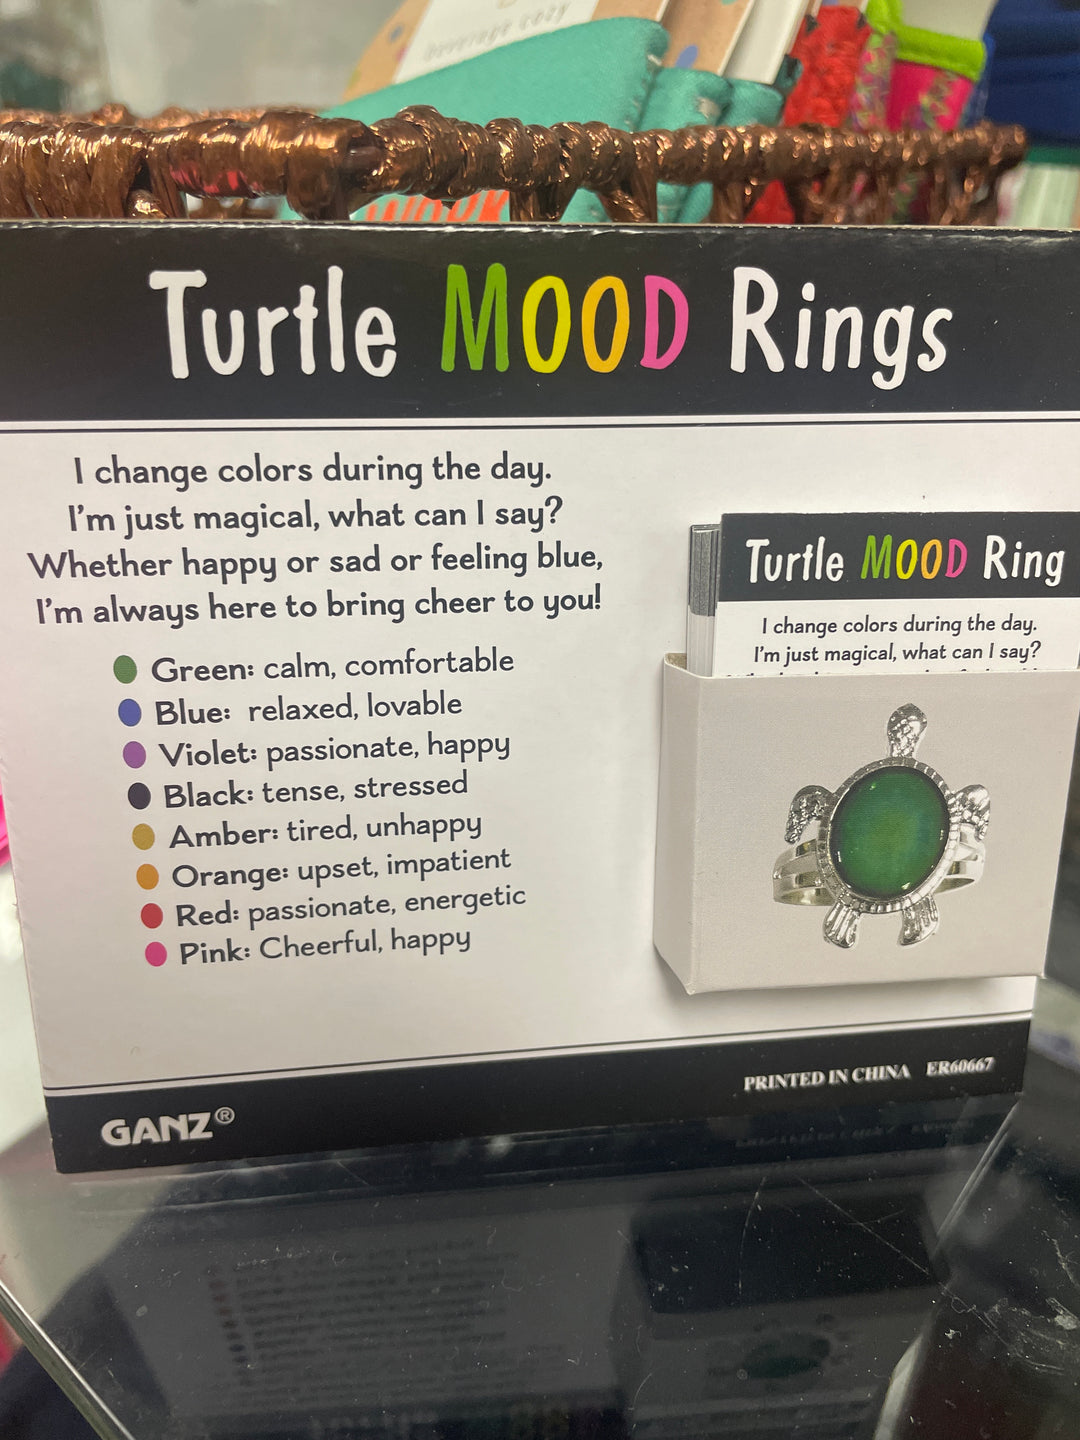 beverage cozy
Turtle MOOD Rings
I change colors during the day.
I'm just magical, what can I say?
Whether happy or sad or feeling blue,
I'm always here to bring cheer to you!
Green: calm, comfortable
Blue: relaxed, lovable
Violet: passionate, happy
Black: tense, stressed
Amber: tired, unhappy
Orange: upset, impatient
Red: passionate, energetic
Pink: Cheerful, happy
Turtle MOOD Ring
I change colors during the day.
I'm just magical, what can I say?
GANZ®
PRINTED IN CHINA ER60667